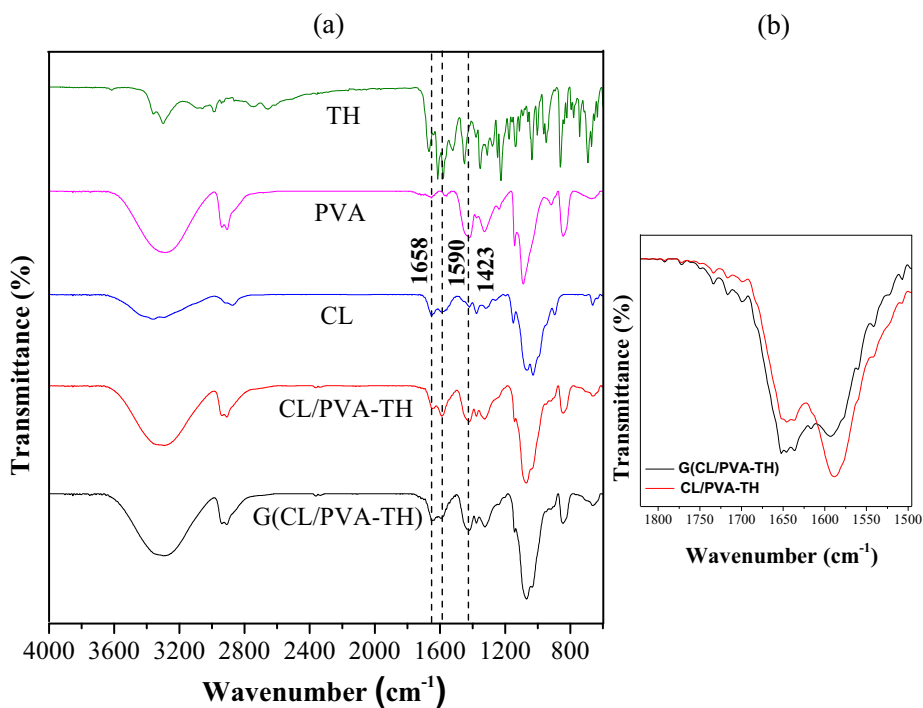 (a)
TH
PVA
1658
1590
1423
CL
CL/PVA-TH
G(CL/PVA-TH)
Transmittance (%)
4000 3600 3200 2800 2400 2000 1600 1200 800
Wavenumber (cm⁻¹)
(b)
Transmittance (%)
G(CL/PVA-TH)
CL/PVA-TH
1800 1750 1700 1650 1600 1550 1500
Wavenumber (cm⁻¹)